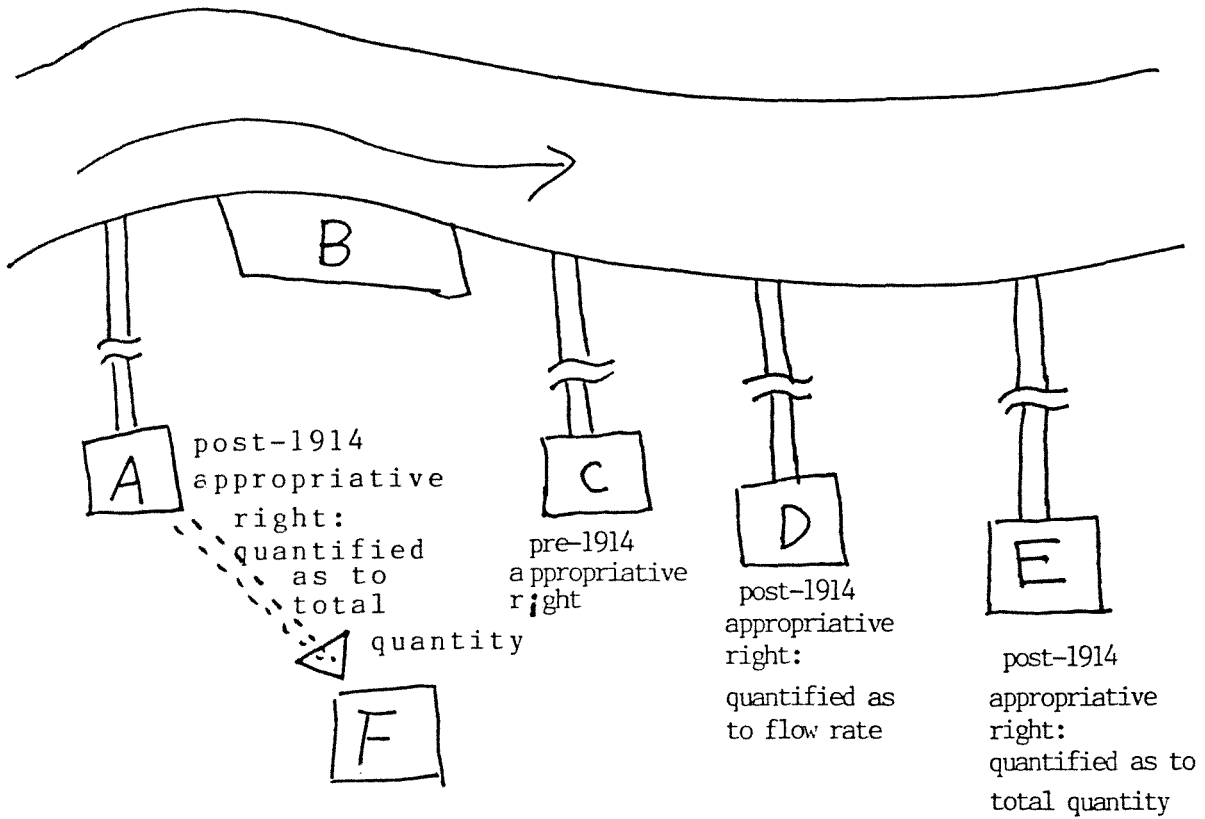 B
A
post-1914
appropriative
right:
quantified
as to
total
quantity
F
C
pre-1914
appropriative
right
D
post-1914
appropriative
right:
quantified as
to flow rate
E
post-1914
appropriative
right:
quantified as to
total quantity